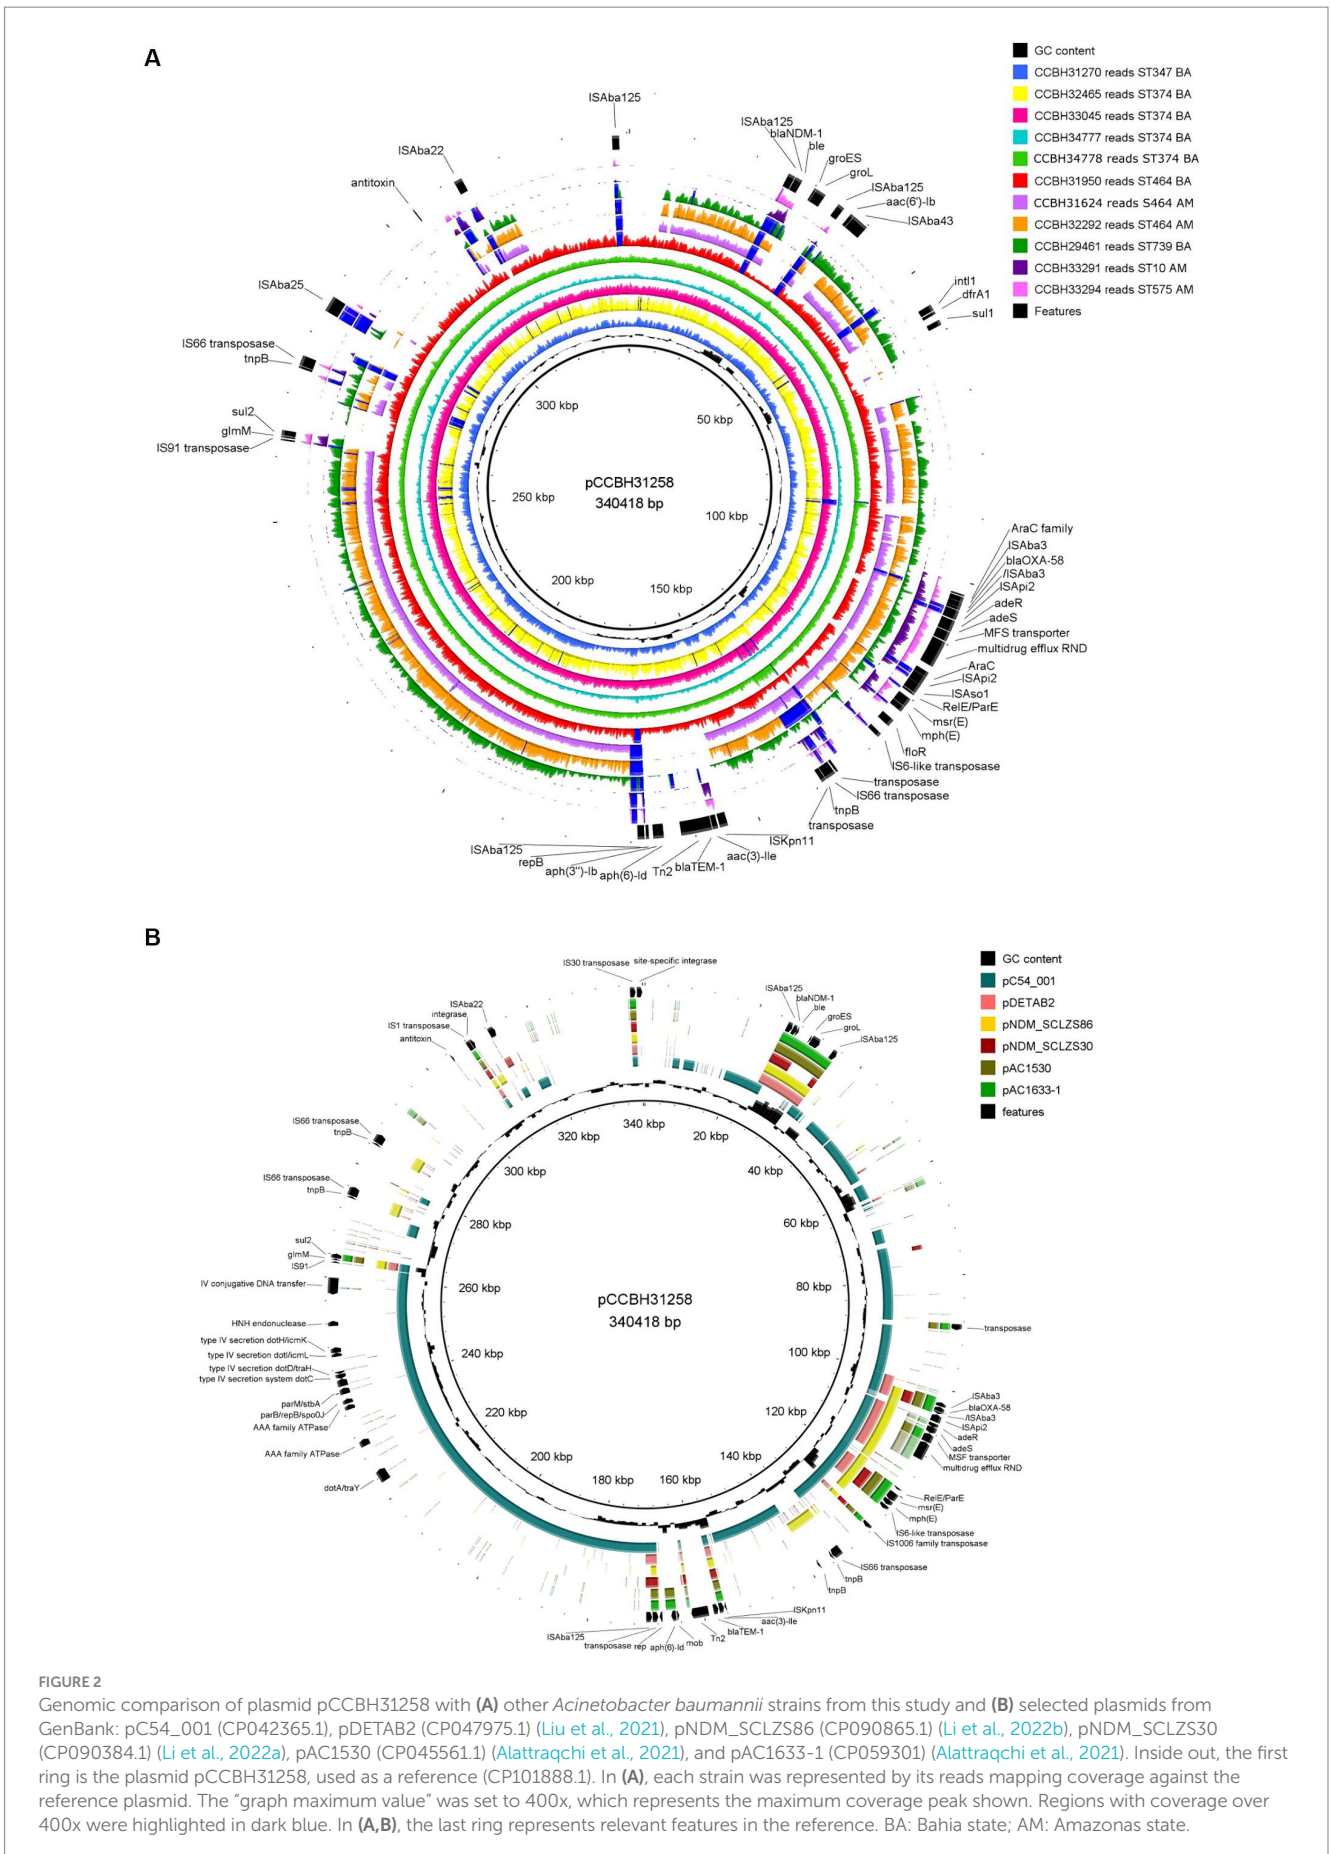 A
GC content
CCBH31270 reads ST347 BA
CCBH32465 reads ST374 BA
CCBH33045 reads ST374 BA
CCBH34777 reads ST374 BA
CCBH34778 reads ST374 BA
CCBH31950 reads ST464 BA
CCBH31624 reads S464 AM
CCBH32292 reads ST464 AM
CCBH29461 reads ST739 BA
CCBH33291 reads ST10 AM
CCBH33294 reads ST575 AM
Features
ISAba125
ISAba125
blaNDM-1
ble
groES
groL
ISAba125
aac(6')-Ib
ISAba43
intI1
dfrA1
sul1
AraC family
ISAba3
blaOXA-58
/ISAba3
ISApi2
adeR
adeS
MFS transporter
multidrug efflux RND
AraC
ISApi2
ISAso1
RelE/ParE
msr(E)
mph(E)
floR
IS6-like transposase
transposase
IS66 transposase
tnpB
transposase
ISKpn11
aac(3)-IIe
blaTEM-1
Tn2
aph(6)-Id
aph(3'')-Ib
repB
ISAba125
IS91 transposase
glmM
sul2
tnpB
IS66 transposase
ISAba25
antitoxin
ISAba22
300 kbp
50 kbp
250 kbp
100 kbp
200 kbp
150 kbp
1
pCCBH31258
340418 bp
B
GC content
pC54_001
pDETAB2
pNDM_SCLZS86
pNDM_SCLZS30
pAC1530
pAC1633-1
features
IS30 transposase
site-specific integrase
ISAba125
blaNDM-1
ble
groES
groL
ISAba125
transposase
ISAba3
blaOXA-58
/ISAba3
ISApi2
adeR
adeS
MSF transporter
multidrug efflux RND
RelE/ParE
msr(E)
mph(E)
IS6-like transposase
IS1006 family transposase
IS66 transposase
tnpB
tnpB
ISKpn11
aac(3)-IIe
blaTEM-1
Tn2
mob
aph(6)-Id
rep
transposase
ISAba125
dotA/traY
AAA family ATPase
AAA family ATPase
parB/repB/spo0J
parM/stbA
type IV secretion system dotC
type IV secretion dotD/traH
type IV secretion dotI/icmL
type IV secretion dotH/icmK
HNH endonuclease
IV conjugative DNA transfer
IS91
glmM
sul2
tnpB
IS66 transposase
tnpB
IS66 transposase
antitoxin
IS1 transposase
integrase
ISAba22
340 kbp
20 kbp
40 kbp
60 kbp
80 kbp
100 kbp
120 kbp
140 kbp
160 kbp
180 kbp
200 kbp
220 kbp
240 kbp
260 kbp
280 kbp
300 kbp
320 kbp
pCCBH31258
340418 bp
FIGURE 2
Genomic comparison of plasmid pCCBH31258 with (A) other Acinetobacter baumannii strains from this study and (B) selected plasmids from
GenBank: pC54_001 (CP042365.1), pDETAB2 (CP047975.1) (Liu et al., 2021), pNDM_SCLZS86 (CP090865.1) (Li et al., 2022b), pNDM_SCLZS30
(CP090384.1) (Li et al., 2022a), pAC1530 (CP045561.1) (Alattraqchi et al., 2021), and pAC1633-1 (CP059301) (Alattraqchi et al., 2021). Inside out, the first
ring is the plasmid pCCBH31258, used as a reference (CP101888.1). In (A), each strain was represented by its reads mapping coverage against the
reference plasmid. The "graph maximum value" was set to 400x, which represents the maximum coverage peak shown. Regions with coverage over
400x were highlighted in dark blue. In (A,B), the last ring represents relevant features in the reference. BA: Bahia state; AM: Amazonas state.